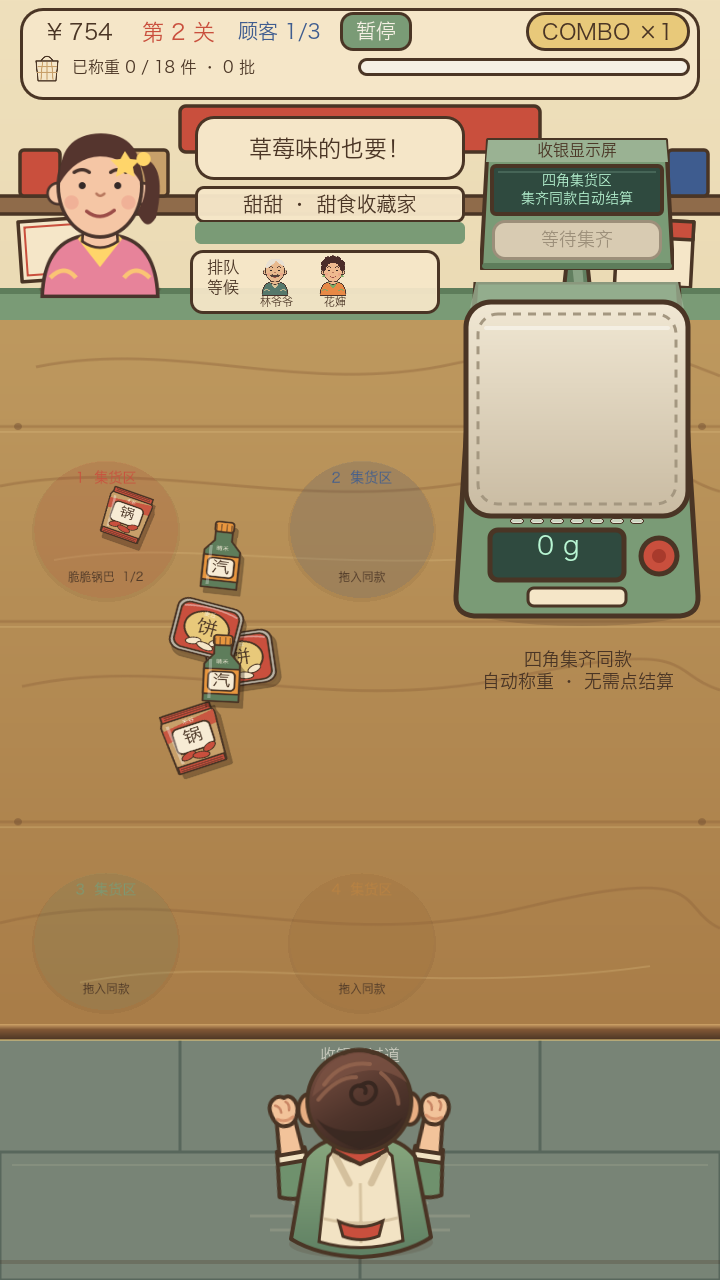 ¥ 754 第 2 关 顾客 1/3 暂停 COMBO ×1
已称重 0 / 18 件 · 0 批
草莓味的也要！
甜甜 · 甜食收藏家
排队
等候
林爷爷 花婶
收银显示屏
四角集货区
集齐同款自动结算
等待集齐
1 集货区
锅
脆脆锅巴 1/2
2 集货区
拖入同款
汽
饼
饼
汽
锅
0 g
四角集齐同款
自动称重 · 无需点结算
3 集货区
拖入同款
4 集货区
拖入同款